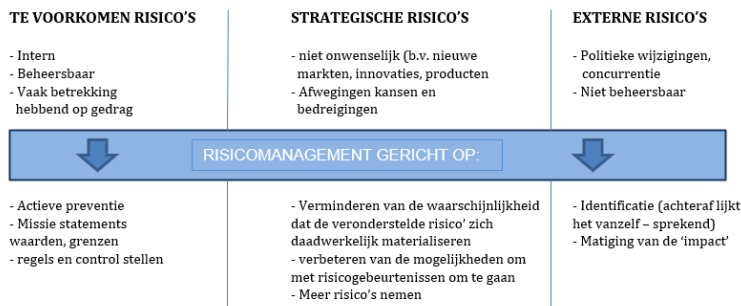 TE VOORKOMEN RISICO'S
- Intern
- Beheersbaar
- Vaak betrekking
hebbend op gedrag
STRATEGISCHE RISICO'S
- niet onwenselijk (b.v. nieuwe
markten, innovaties, producten
- Afwegingen kansen en
bedreigingen
EXTERNE RISICO'S
- Politieke wijzigingen,
concurrentie
- Niet beheersbaar
RISICOMANAGEMENT GERICHT OP:
- Actieve preventie
- Missie statements
waarden, grenzen
- regels en control stellen
- Verminderen van de waarschijnlijkheid
dat de veronderstelde risico' zich
daadwerkelijk materialiseren
- verbeteren van de mogelijkheden om
met risicogebeurtenissen om te gaan
- Meer risico's nemen
- Identificatie (achteraf lijkt
het vanzelf – sprekend)
- Matiging van de 'impact'